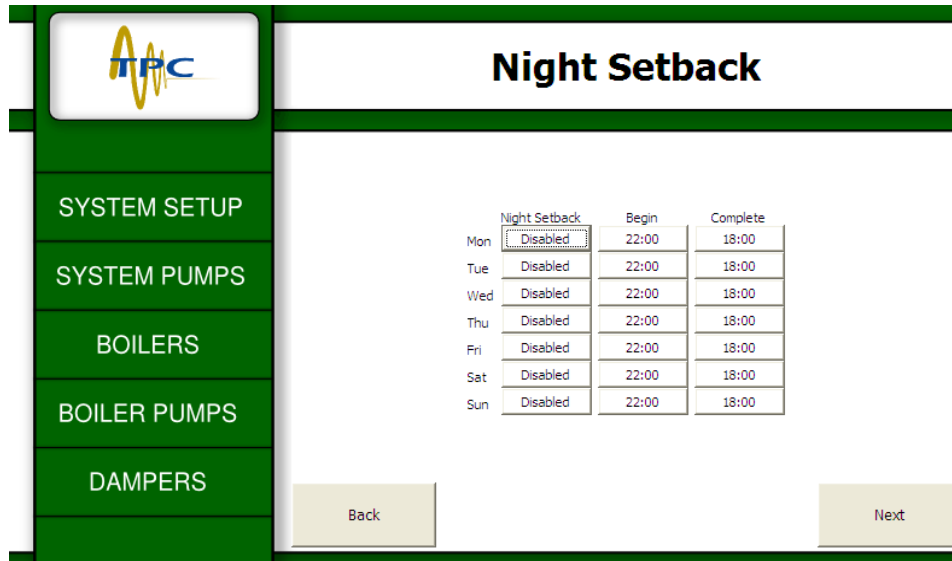 TPC
Night Setback
SYSTEM SETUP
SYSTEM PUMPS
BOILERS
BOILER PUMPS
DAMPERS
Night Setback Begin Complete
Mon Disabled 22:00 18:00
Tue Disabled 22:00 18:00
Wed Disabled 22:00 18:00
Thu Disabled 22:00 18:00
Fri Disabled 22:00 18:00
Sat Disabled 22:00 18:00
Sun Disabled 22:00 18:00
Back Next